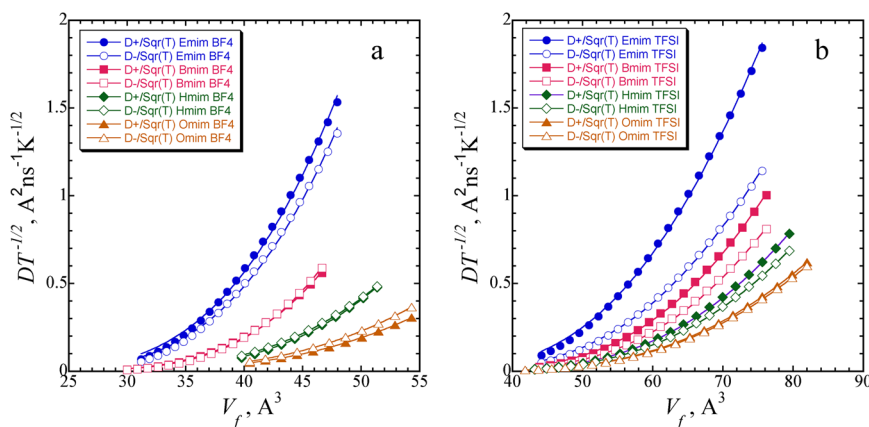 a
D+/Sqr(T) Emim BF4
D-/Sqr(T) Emim BF4
D+/Sqr(T) Bmim BF4
D-/Sqr(T) Bmim BF4
D+/Sqr(T) Hmim BF4
D-/Sqr(T) Hmim BF4
D+/Sqr(T) Omim BF4
D-/Sqr(T) Omim BF4
DT^-1/2, A^2ns^-1K^-1/2
2
1.5
1
0.5
0
25 30 35 40 45 50 55
V_f, A^3
b
D+/Sqr(T) Emim TFSI
D-/Sqr(T) Emim TFSI
D+/Sqr(T) Bmim TFSI
D-/Sqr(T) Bmim TFSI
D+/Sqr(T) Hmim TFSI
D-/Sqr(T) Hmim TFSI
D+/Sqr(T) Omim TFSI
D-/Sqr(T) Omim TFSI
DT^-1/2, A^2ns^-1K^-1/2
2
1.5
1
0.5
0
40 50 60 70 80 90
V_f, A^3